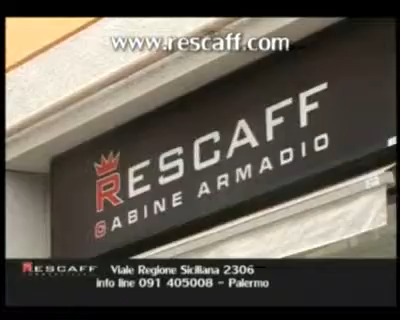 www.rescaff.com
RESCAFF
CABINE ARMADIO
RESCAFF
Viale Regione Siciliana 2306
info line 091 405008 - Palermo